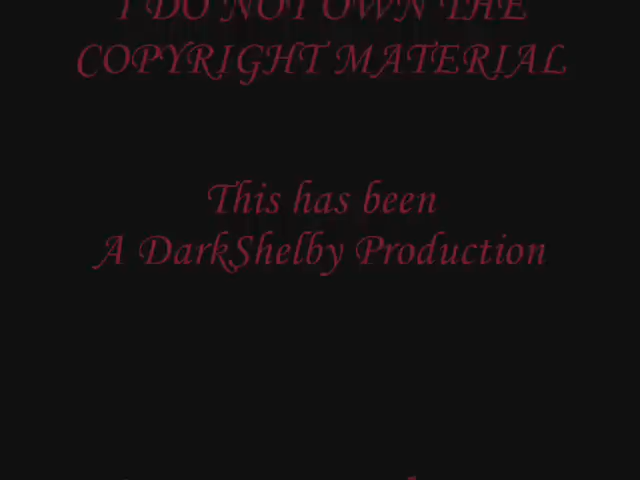 I DO NOT OWN THE
COPYRIGHT MATERIAL
This has been
A DarkShelby Production